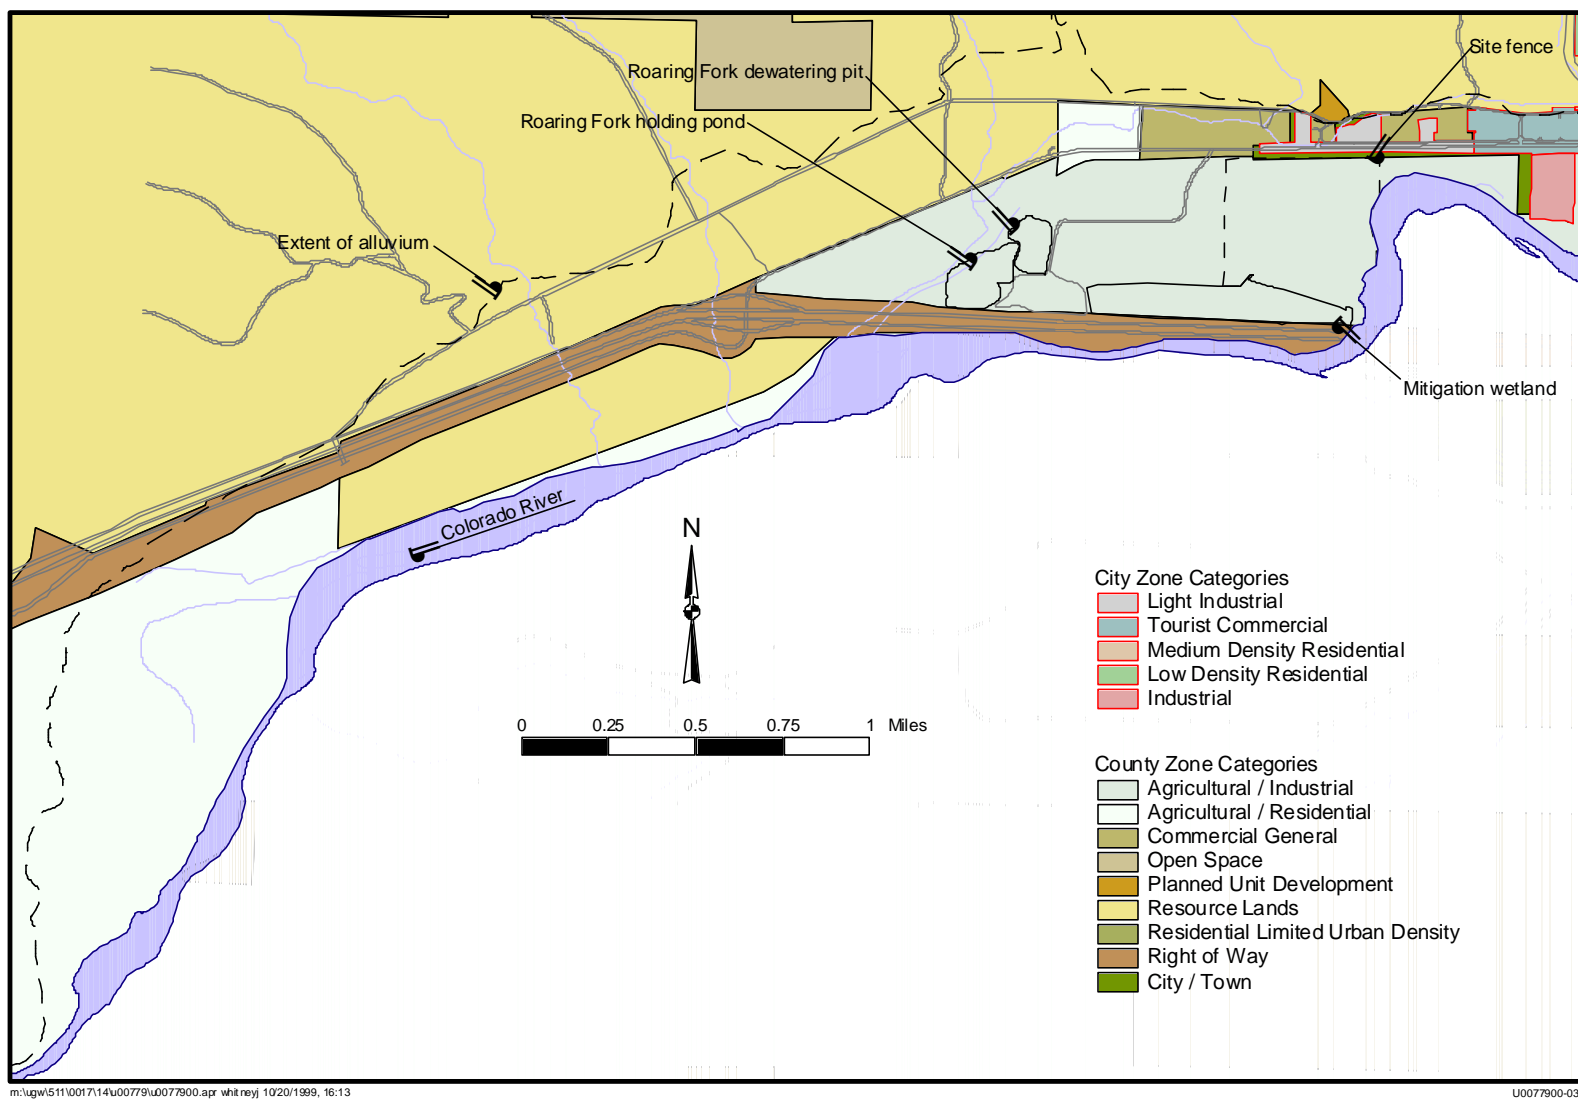 Site fence
Roaring Fork dewatering pit
Roaring Fork holding pond
Extent of alluvium
Mitigation wetland
Colorado River
N
0 0.25 0.5 0.75 1 Miles
City Zone Categories
Light Industrial
Tourist Commercial
Medium Density Residential
Low Density Residential
Industrial
County Zone Categories
Agricultural / Industrial
Agricultural / Residential
Commercial General
Open Space
Planned Unit Development
Resource Lands
Residential Limited Urban Density
Right of Way
City / Town
m:\ugw\511\0017\14\u00779\u0077900.apr whitneyj 10/20/1999, 16:13
U0077900-03